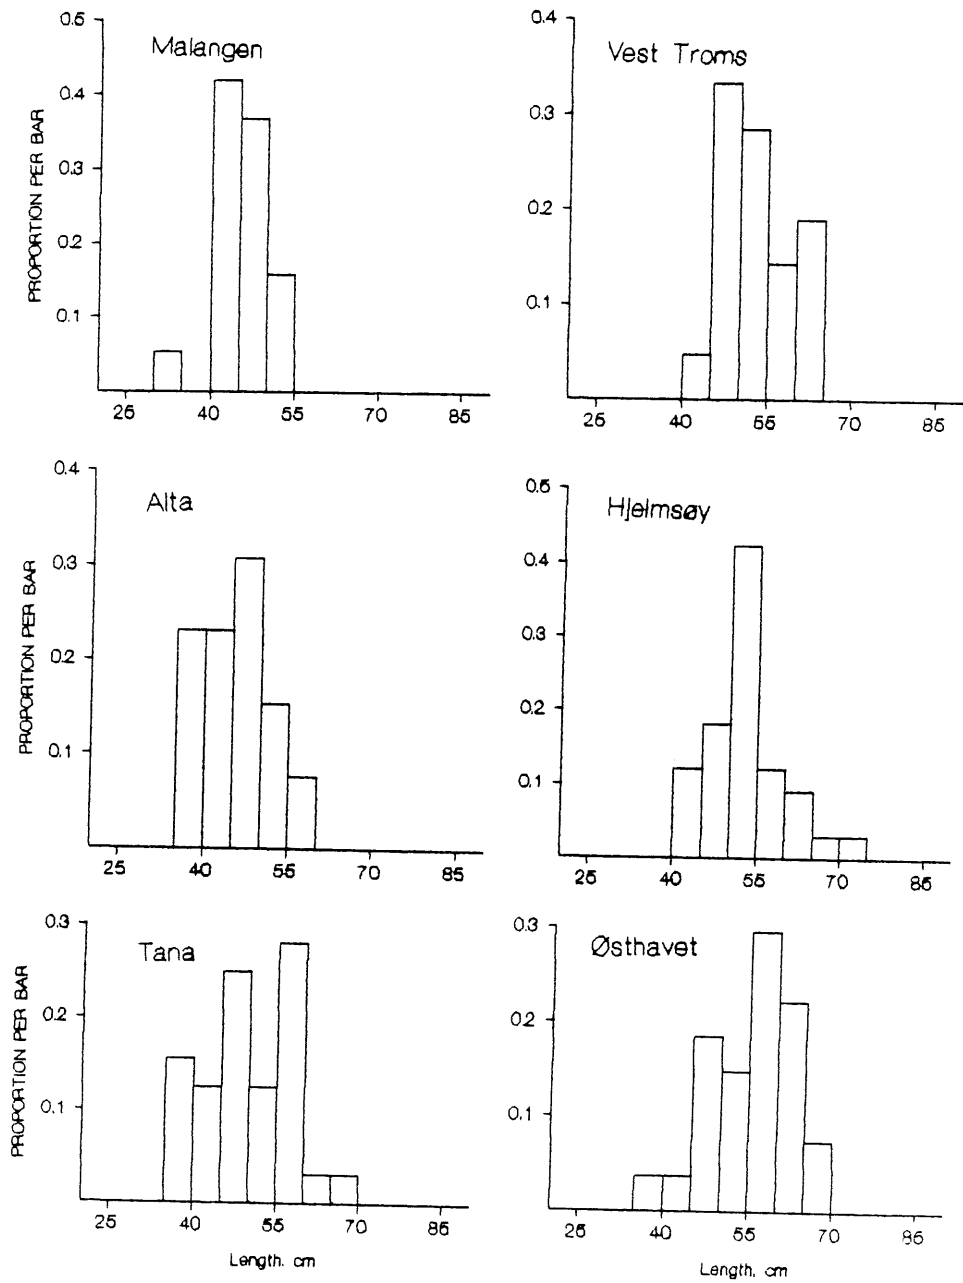 Malangen
PROPORTION PER BAR
0.5
0.4
0.3
0.2
0.1
25 40 55 70 85
Vest Troms
0.4
0.3
0.2
0.1
25 40 55 70 85
Alta
PROPORTION PER BAR
0.4
0.3
0.2
0.1
25 40 55 70 85
Hjelmsøy
0.5
0.4
0.3
0.2
0.1
25 40 55 70 85
Tana
PROPORTION PER BAR
0.3
0.2
0.1
25 40 55 70 85
Length, cm
Østhavet
0.3
0.2
0.1
25 40 55 70 85
Length, cm